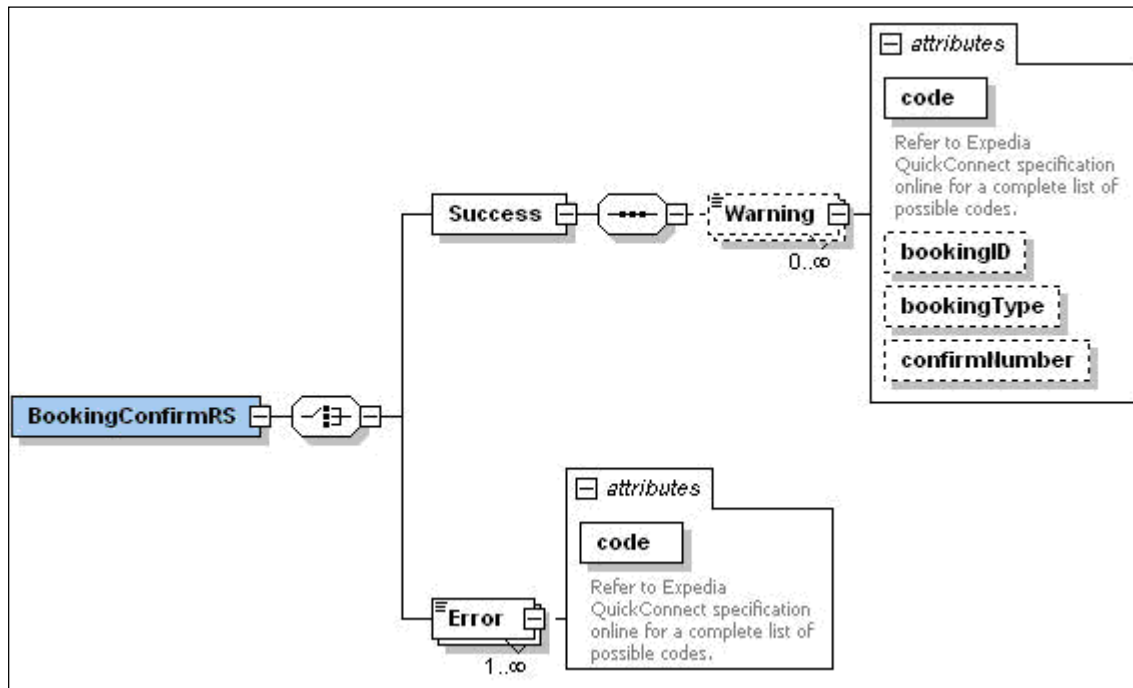 attributes
code
Refer to Expedia
QuickConnect specification
online for a complete list of
possible codes.
Success
Warning
0..∞
bookingID
bookingType
confirmNumber
BookingConfirmRS
attributes
code
Refer to Expedia
QuickConnect specification
online for a complete list of
possible codes.
Error
1..∞